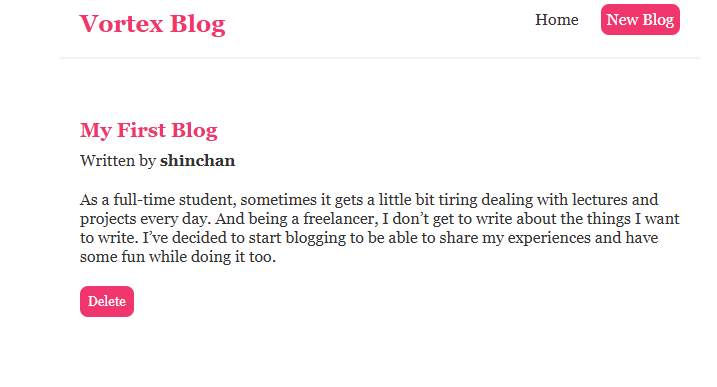 Vortex Blog
Home
New Blog
My First Blog
Written by shinchan
As a full-time student, sometimes it gets a little bit tiring dealing with lectures and
projects every day. And being a freelancer, I don’t get to write about the things I want
to write. I’ve decided to start blogging to be able to share my experiences and have
some fun while doing it too.
Delete